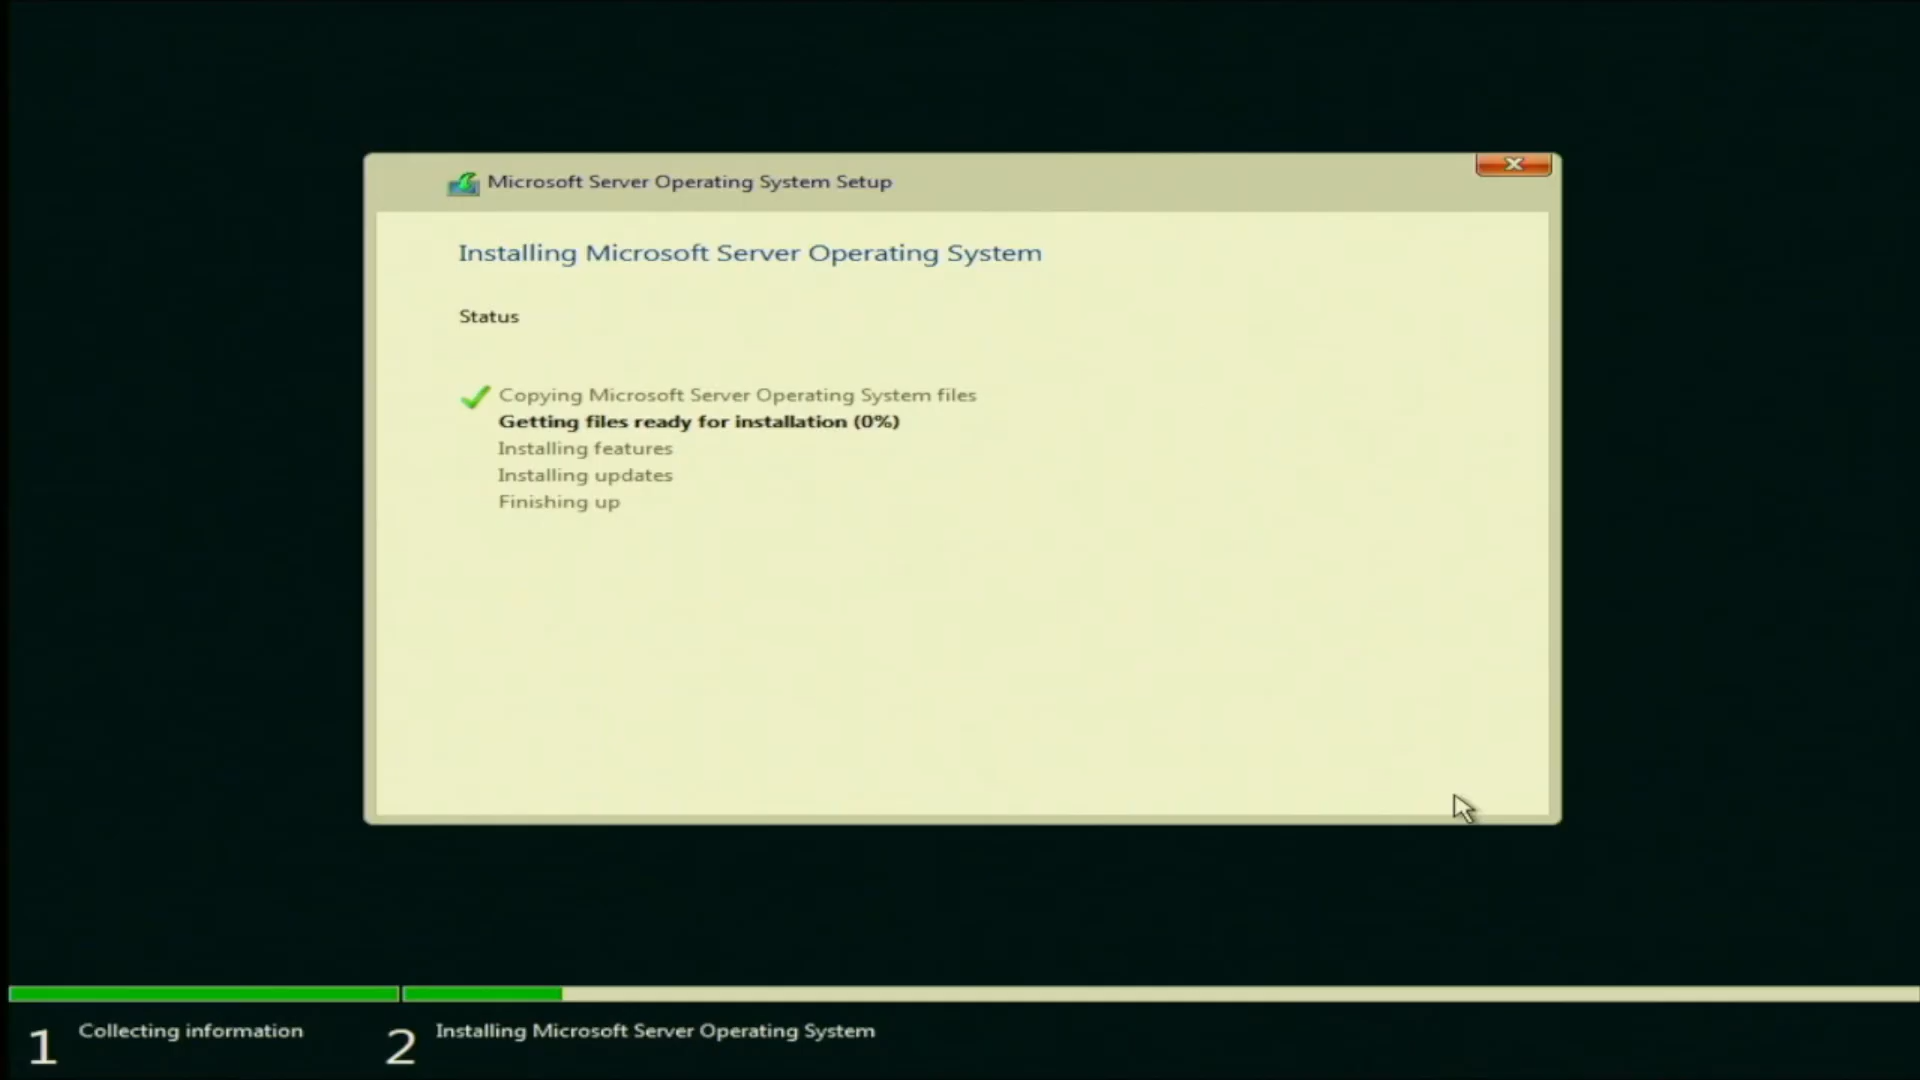 Microsoft Server Operating System Setup
Installing Microsoft Server Operating System
Status
Copying Microsoft Server Operating System files
Getting files ready for installation (0%)
Installing features
Installing updates
Finishing up
1 Collecting information
2 Installing Microsoft Server Operating System